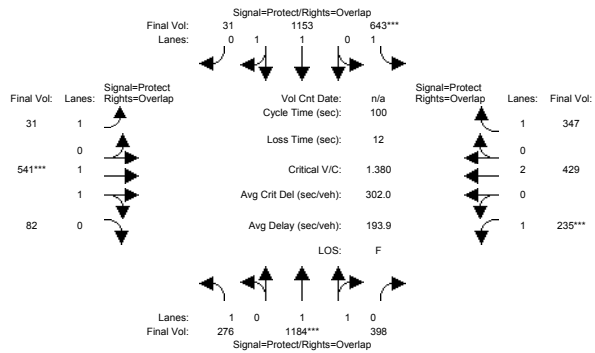 Signal=Protect/Rights=Overlap
Final Vol: 31 1153 643***
Lanes: 0 1 1 0 1
Signal=Protect Signal=Protect
Final Vol: Lanes: Rights=Overlap Vol Cnt Date: n/a Rights=Overlap Lanes: Final Vol:
Cycle Time (sec): 100
31 1 1 347
Loss Time (sec): 12
0 0
541*** 1 Critical V/C: 1.380 2 429
1 Avg Crit Del (sec/veh): 302.0 0
82 0 Avg Delay (sec/veh): 193.9 1 235***
LOS: F
Lanes: 1 0 1 1 0
Final Vol: 276 1184*** 398
Signal=Protect/Rights=Overlap